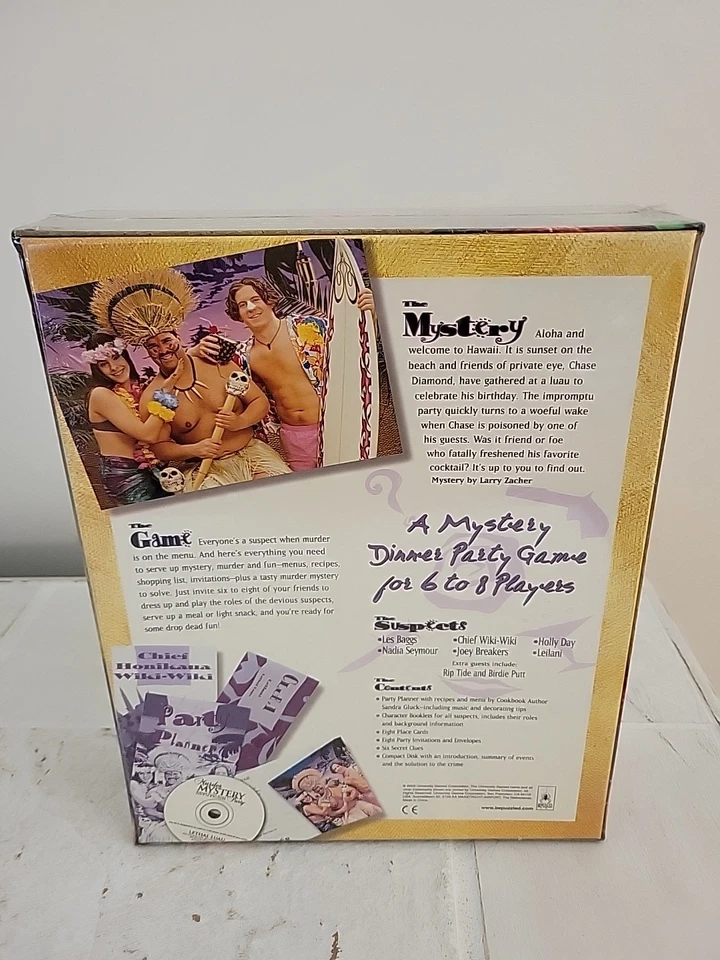 The
Mystery Aloha and
welcome to Hawaii. It is sunset on the
beach and friends of private eye, Chase
Diamond, have gathered at a luau to
celebrate his birthday. The impromptu
party quickly turns to a woeful wake
when Chase is poisoned by one of
his guests. Was it friend or foe
who fatally freshened his favorite
cocktail? It's up to you to find out.
Mystery by Larry Zacher
A Mystery
Dinner Party Game
for 6 to 8 Players
The
Game Everyone's a suspect when murder
is on the menu. And here's everything you need
to serve up mystery, murder and fun—menus, recipes,
shopping list, invitations—plus a tasty murder mystery
to solve. Just invite six to eight of your friends to
dress up and play the roles of the devious suspects,
serve up a meal or light snack, and you're ready for
some drop dead fun!
The
Suspects
•Les Baggs •Chief Wiki-Wiki •Holly Day
•Nadia Seymour •Joey Breakers •Leilani
Extra guests include:
Rip Tide and Birdie Putt
The
Contents
• Party Planner with recipes and menu by Cookbook Author
Sandra Gluck—including music and decorating tips
• Character Booklets for all suspects, includes their roles
and background information
• Eight Place Cards
• Eight Party Invitations and Envelopes
• Six Secret Clues
• Compact Disk with an introduction, summary of events
and the solution to the crime
Chief
Honikana
Wiki-Wiki
Party
Planner
MYSTERY
Party
LETHAL LUAU
Made in China.
CE
www.bepuzzled.com